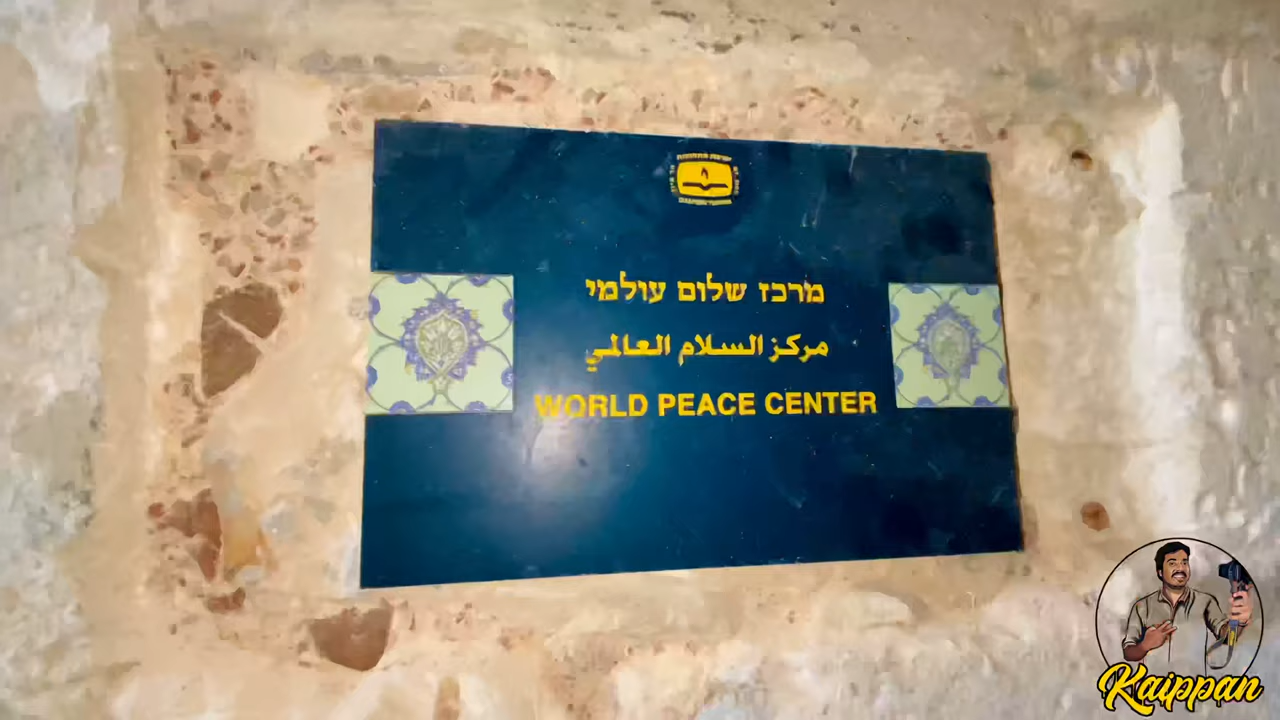 מרכז שלום עולמי
مركز السلام العالمي
WORLD PEACE CENTER
Kaippan